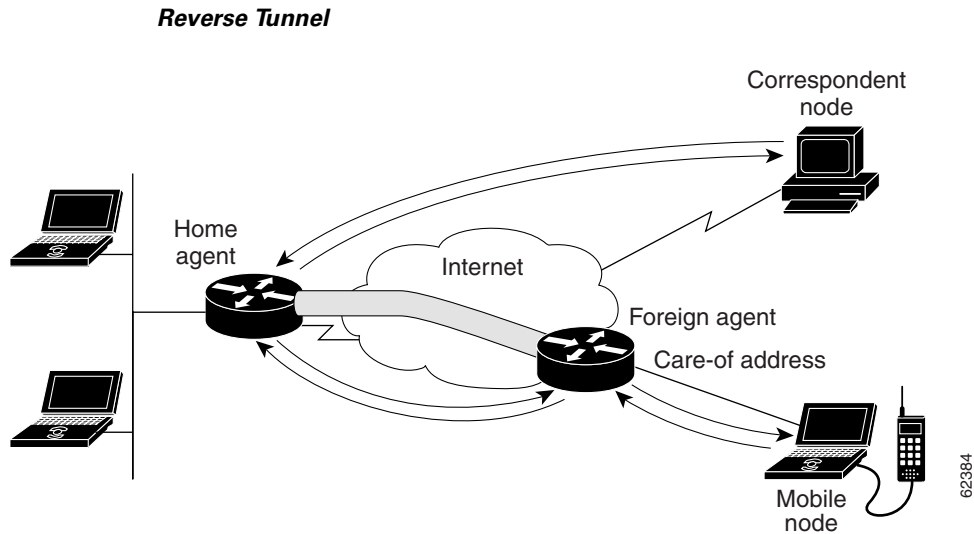 Reverse Tunnel
Correspondent
node
Home
agent
Internet
Foreign agent
Care-of address
Mobile
node
62384